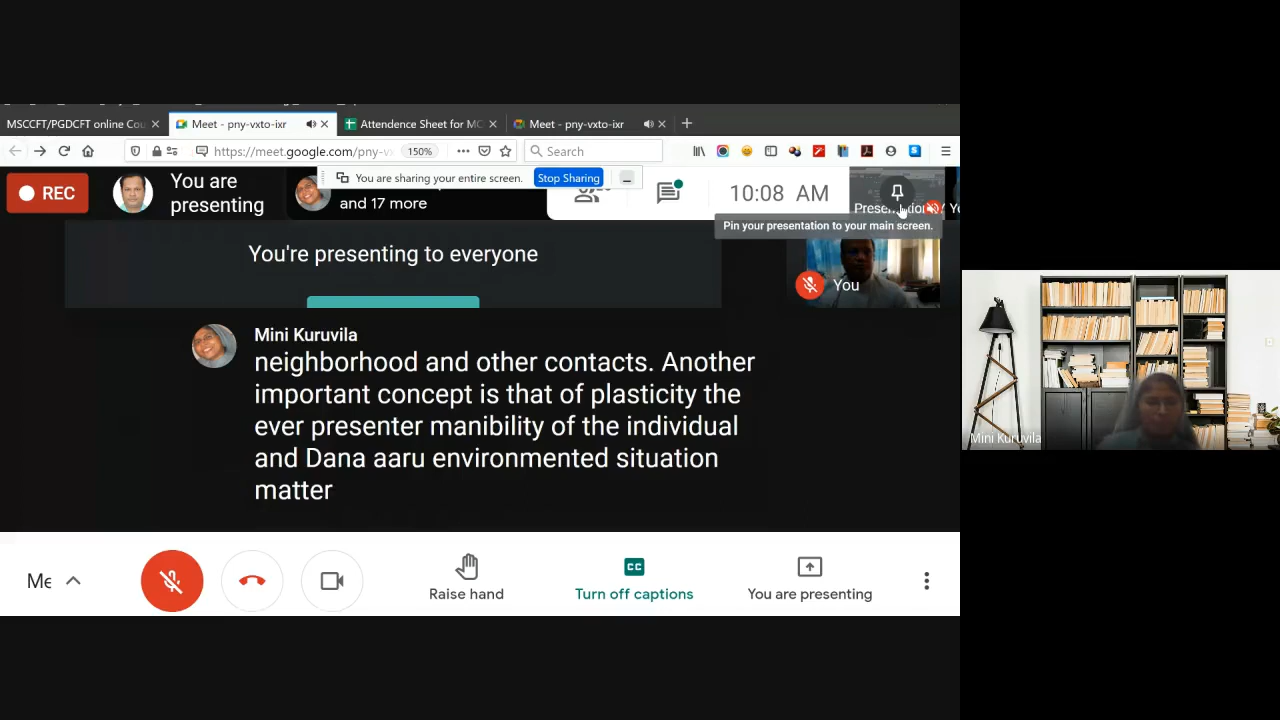 MSCCFT/PGDCFT online Cou
Meet - pny-vxto-ixr
Attendence Sheet for MC
Meet - pny-vxto-ixr
https://meet.google.com/pny-v
150%
Search
REC
You are
presenting
and 17 more
You are sharing your entire screen.
Stop Sharing
10:08 AM
Pin your presentation to your main screen.
You're presenting to everyone
You
Mini Kuruvila
neighborhood and other contacts. Another
important concept is that of plasticity the
ever presenter manibility of the individual
and Dana aaru environmented situation
matter
Mini Kuruvila
Raise hand
CC
Turn off captions
You are presenting